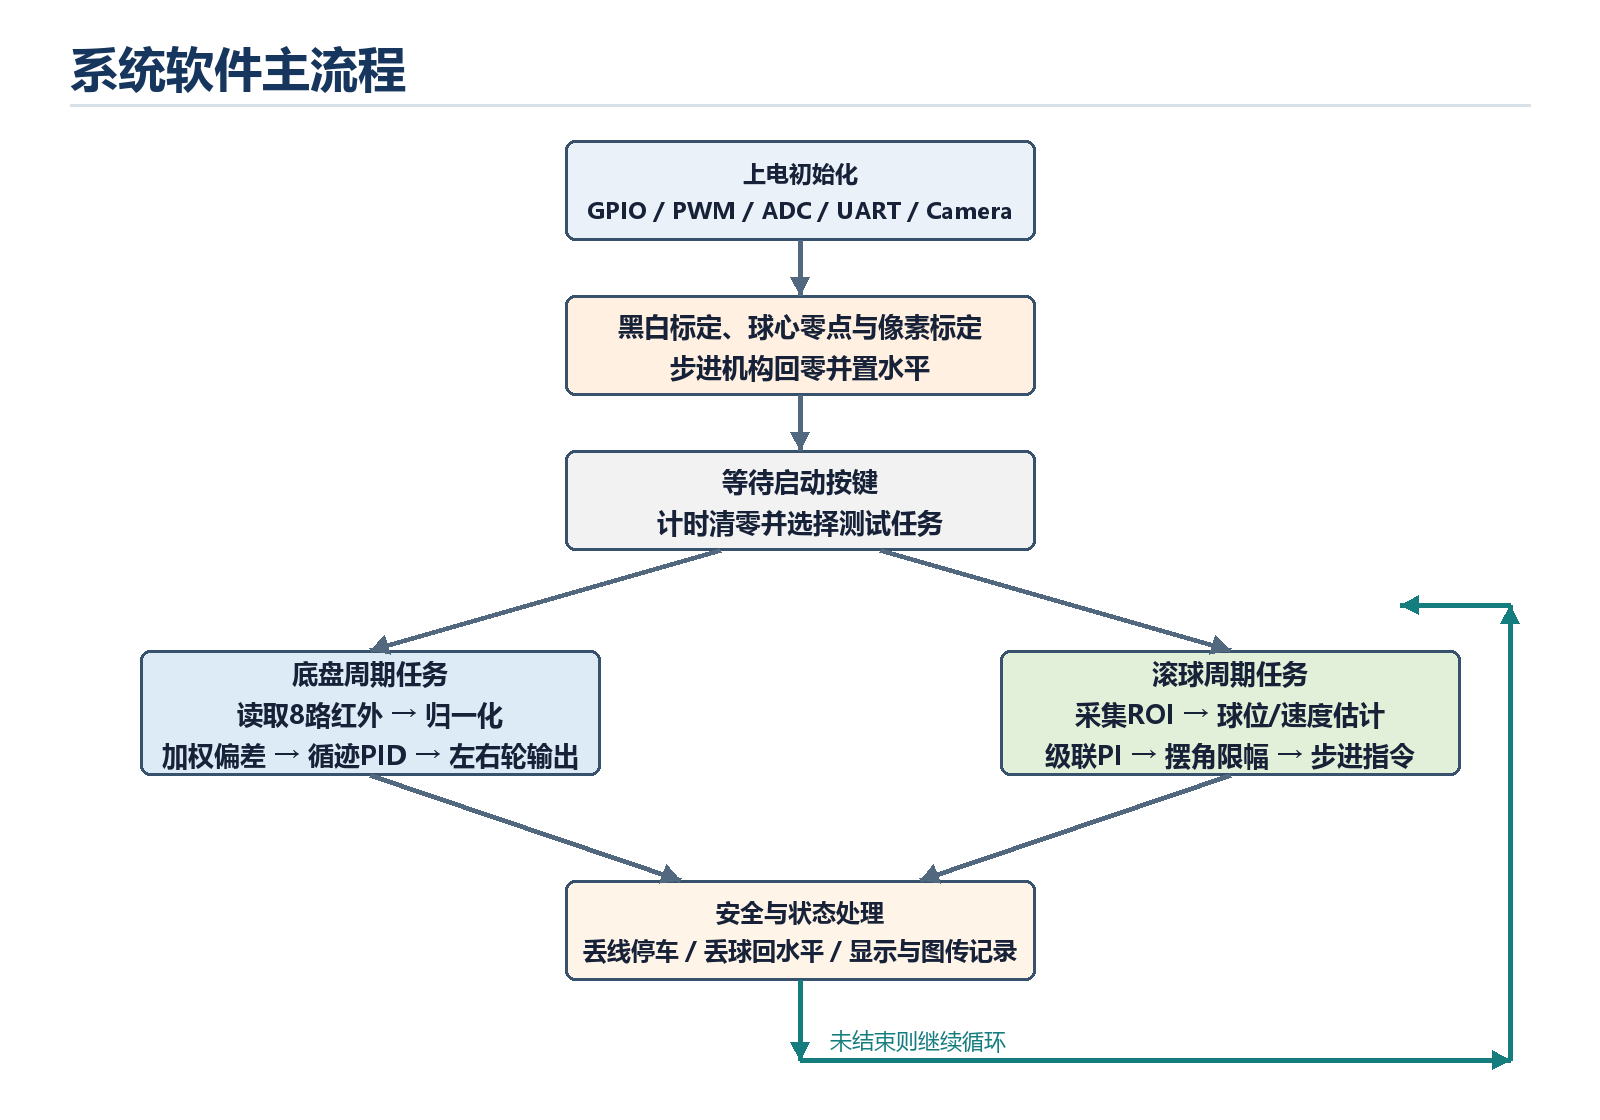 系统软件主流程
上电初始化
GPIO / PWM / ADC / UART / Camera
黑白标定、球心零点与像素标定
步进机构回零并置水平
等待启动按键
计时清零并选择测试任务
底盘周期任务
读取8路红外 → 归一化
加权偏差 → 循迹PID → 左右轮输出
滚球周期任务
采集ROI → 球位/速度估计
级联PI → 摆角限幅 → 步进指令
安全与状态处理
丢线停车 / 丢球回水平 / 显示与图传记录
未结束则继续循环